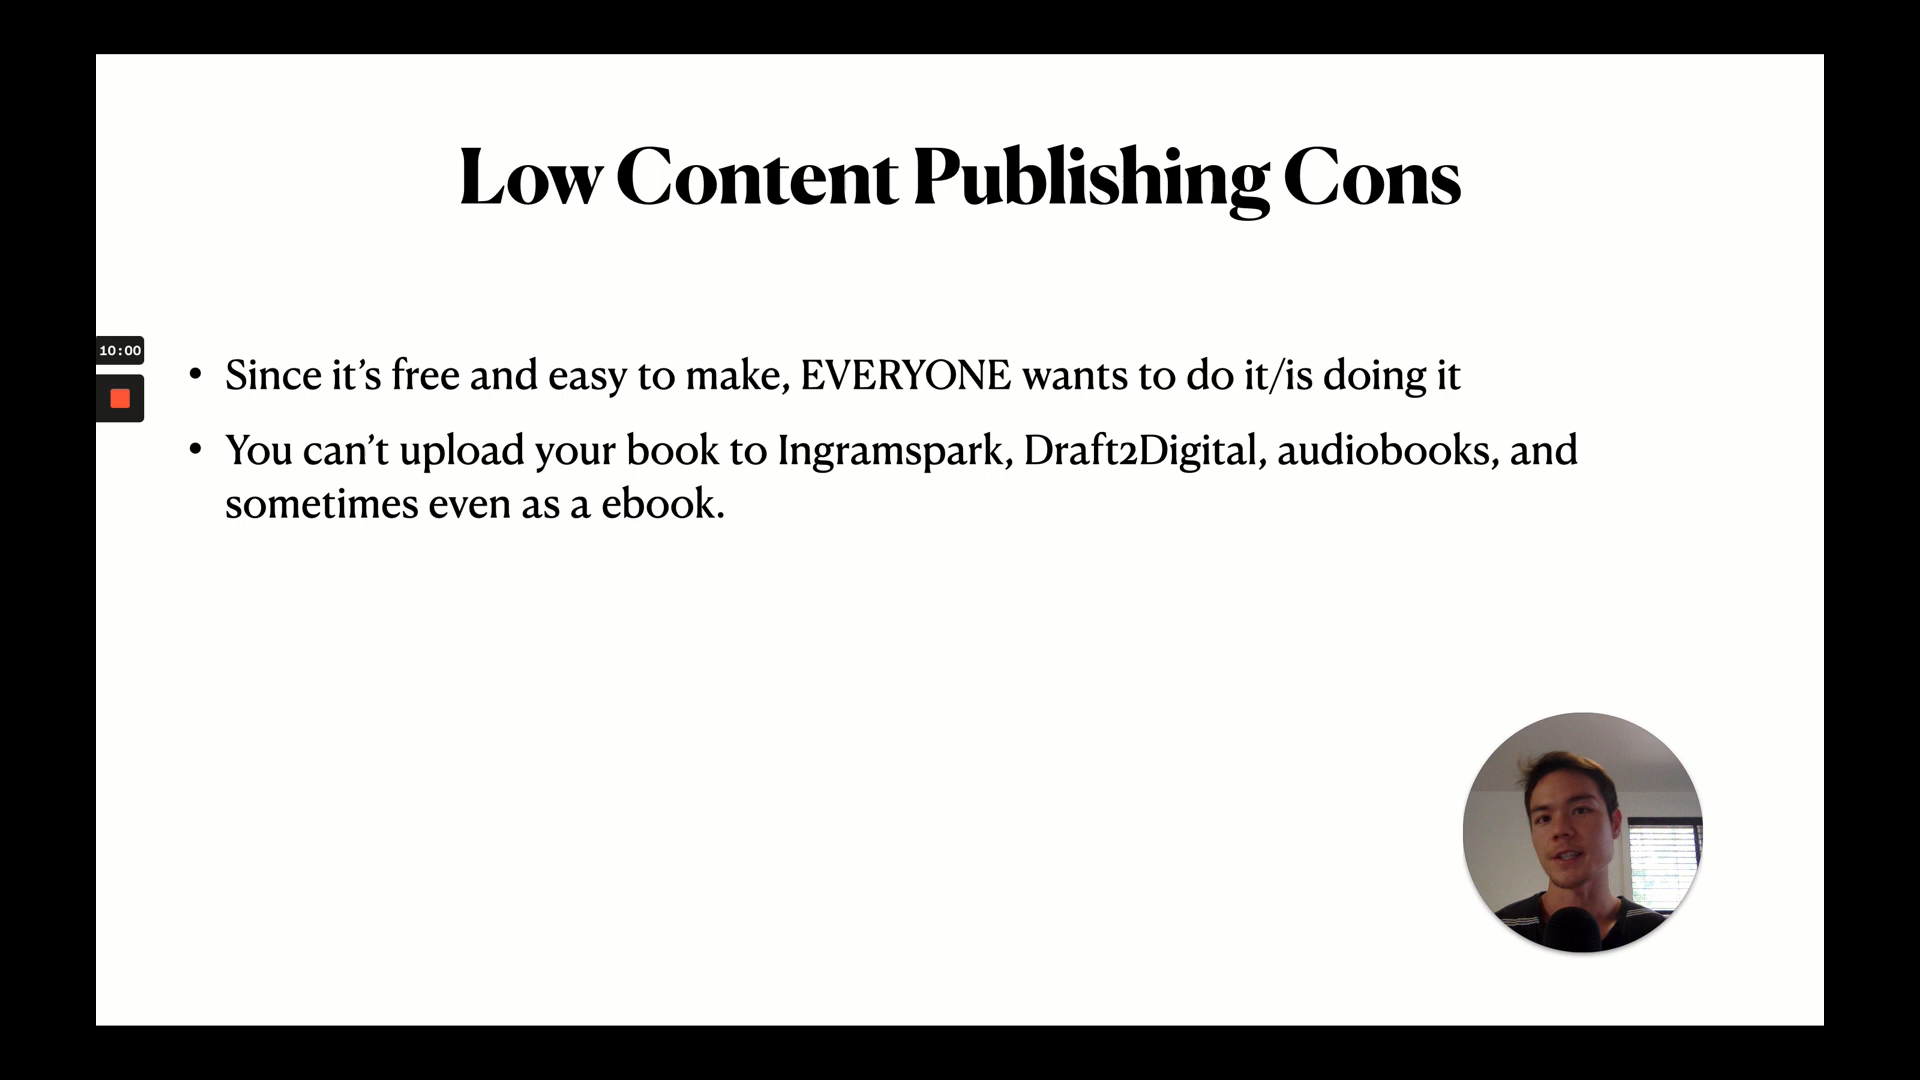 Low Content Publishing Cons
10:00
• Since it’s free and easy to make, EVERYONE wants to do it/is doing it
• You can’t upload your book to Ingramspark, Draft2Digital, audiobooks, and
sometimes even as a ebook.